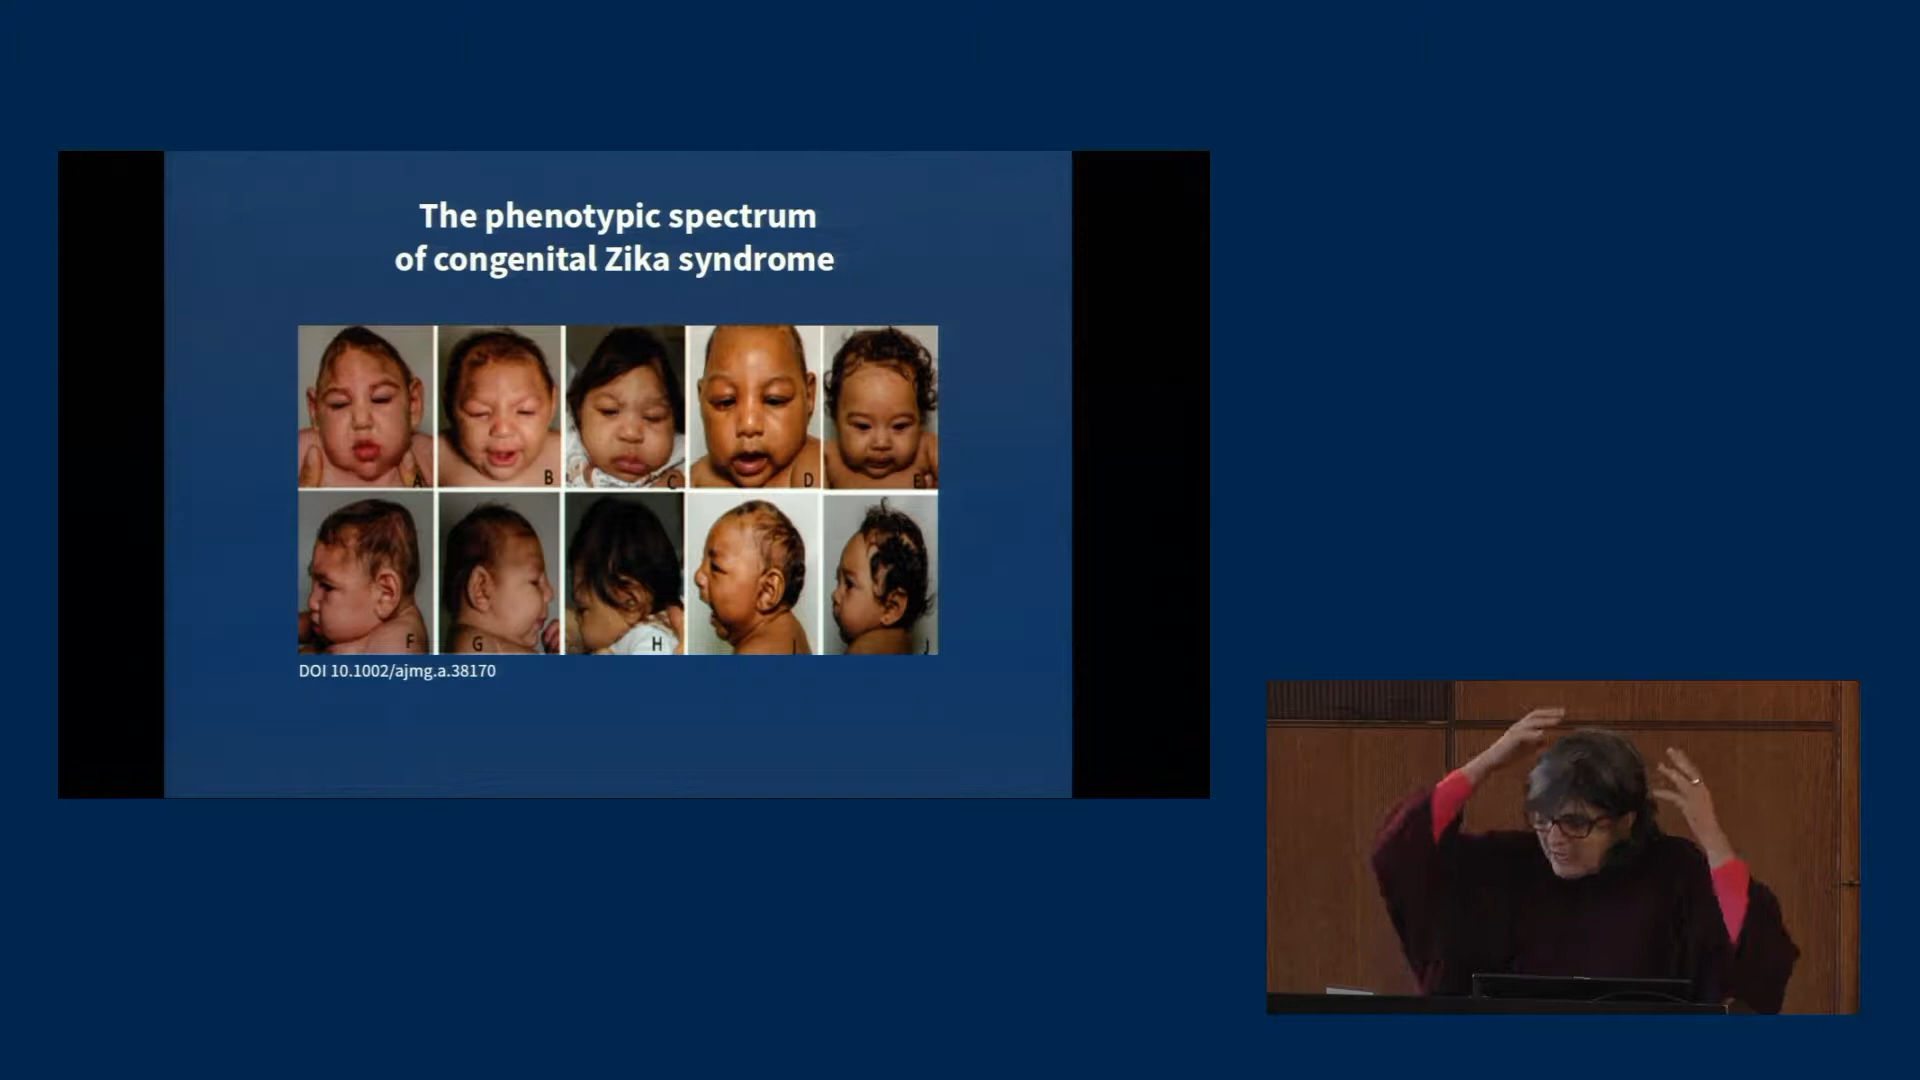 The phenotypic spectrum
of congenital Zika syndrome
A B C D E
F G H I J
DOI 10.1002/ajmg.a.38170